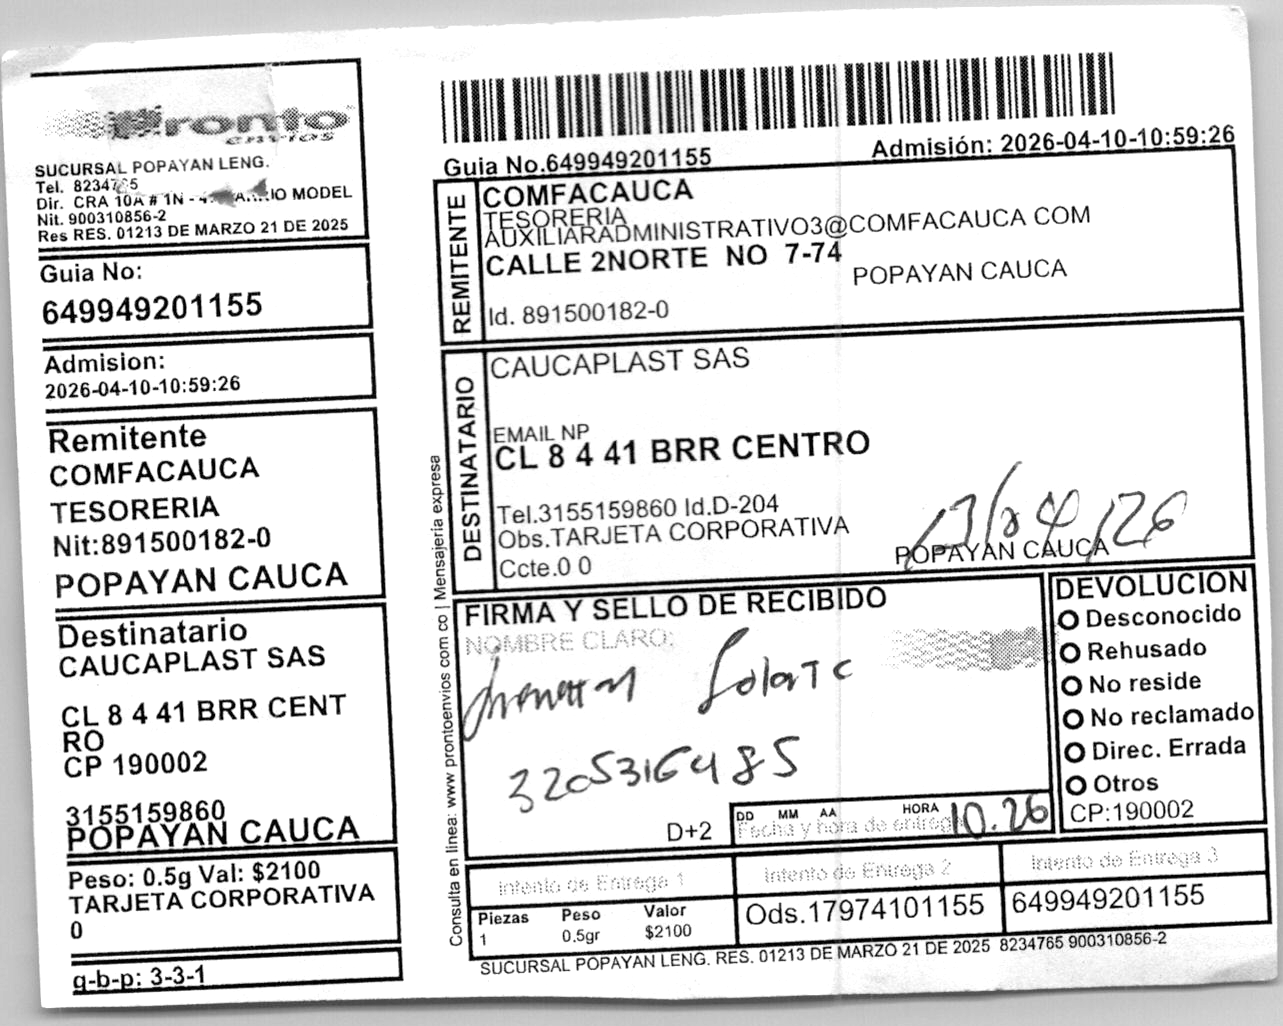 Pronto
envios
SUCURSAL POPAYAN LENG.
Tel. 8234765
Dir. CRA 10A # 1N - MODEL
Nit. 900310856-2
Res RES. 01213 DE MARZO 21 DE 2025
Guia No:
649949201155
Admision:
2026-04-10-10:59:26
Remitente
COMFACAUCA
TESORERIA
Nit:891500182-0
POPAYAN CAUCA
Destinatario
CAUCAPLAST SAS
CL 8 4 41 BRR CENT
RO
CP 190002
3155159860
POPAYAN CAUCA
Peso: 0.5g Val: $2100
TARJETA CORPORATIVA
0
g-b-p: 3-3-1
Guia No.649949201155
Admisión: 2026-04-10-10:59:26
REMITENTE
COMFACAUCA
TESORERIA
AUXILIARADMINISTRATIVO3@COMFACAUCA COM
CALLE 2NORTE NO 7-74
POPAYAN CAUCA
Id. 891500182-0
DESTINATARIO
CAUCAPLAST SAS
EMAIL NP
CL 8 4 41 BRR CENTRO
Tel.3155159860 Id.D-204
Obs.TARJETA CORPORATIVA
13/04/26
POPAYAN CAUCA
Ccte.0 0
Consulta en linea: www prontoenvios com co | Mensajeria expresa
FIRMA Y SELLO DE RECIBIDO
NOMBRE CLARO:
3205316485
D+2
DD MM AA HORA
Fecha y hora de entrega
10.26
DEVOLUCION
Desconocido
Rehusado
No reside
No reclamado
Direc. Errada
Otros
CP:190002
Intento de Entrega 1
Intento de Entrega 2
Intento de Entrega 3
Piezas Peso Valor
1 0,5gr $2100
Ods.17974101155
649949201155
SUCURSAL POPAYAN LENG. RES. 01213 DE MARZO 21 DE 2025 8234765 900310856-2